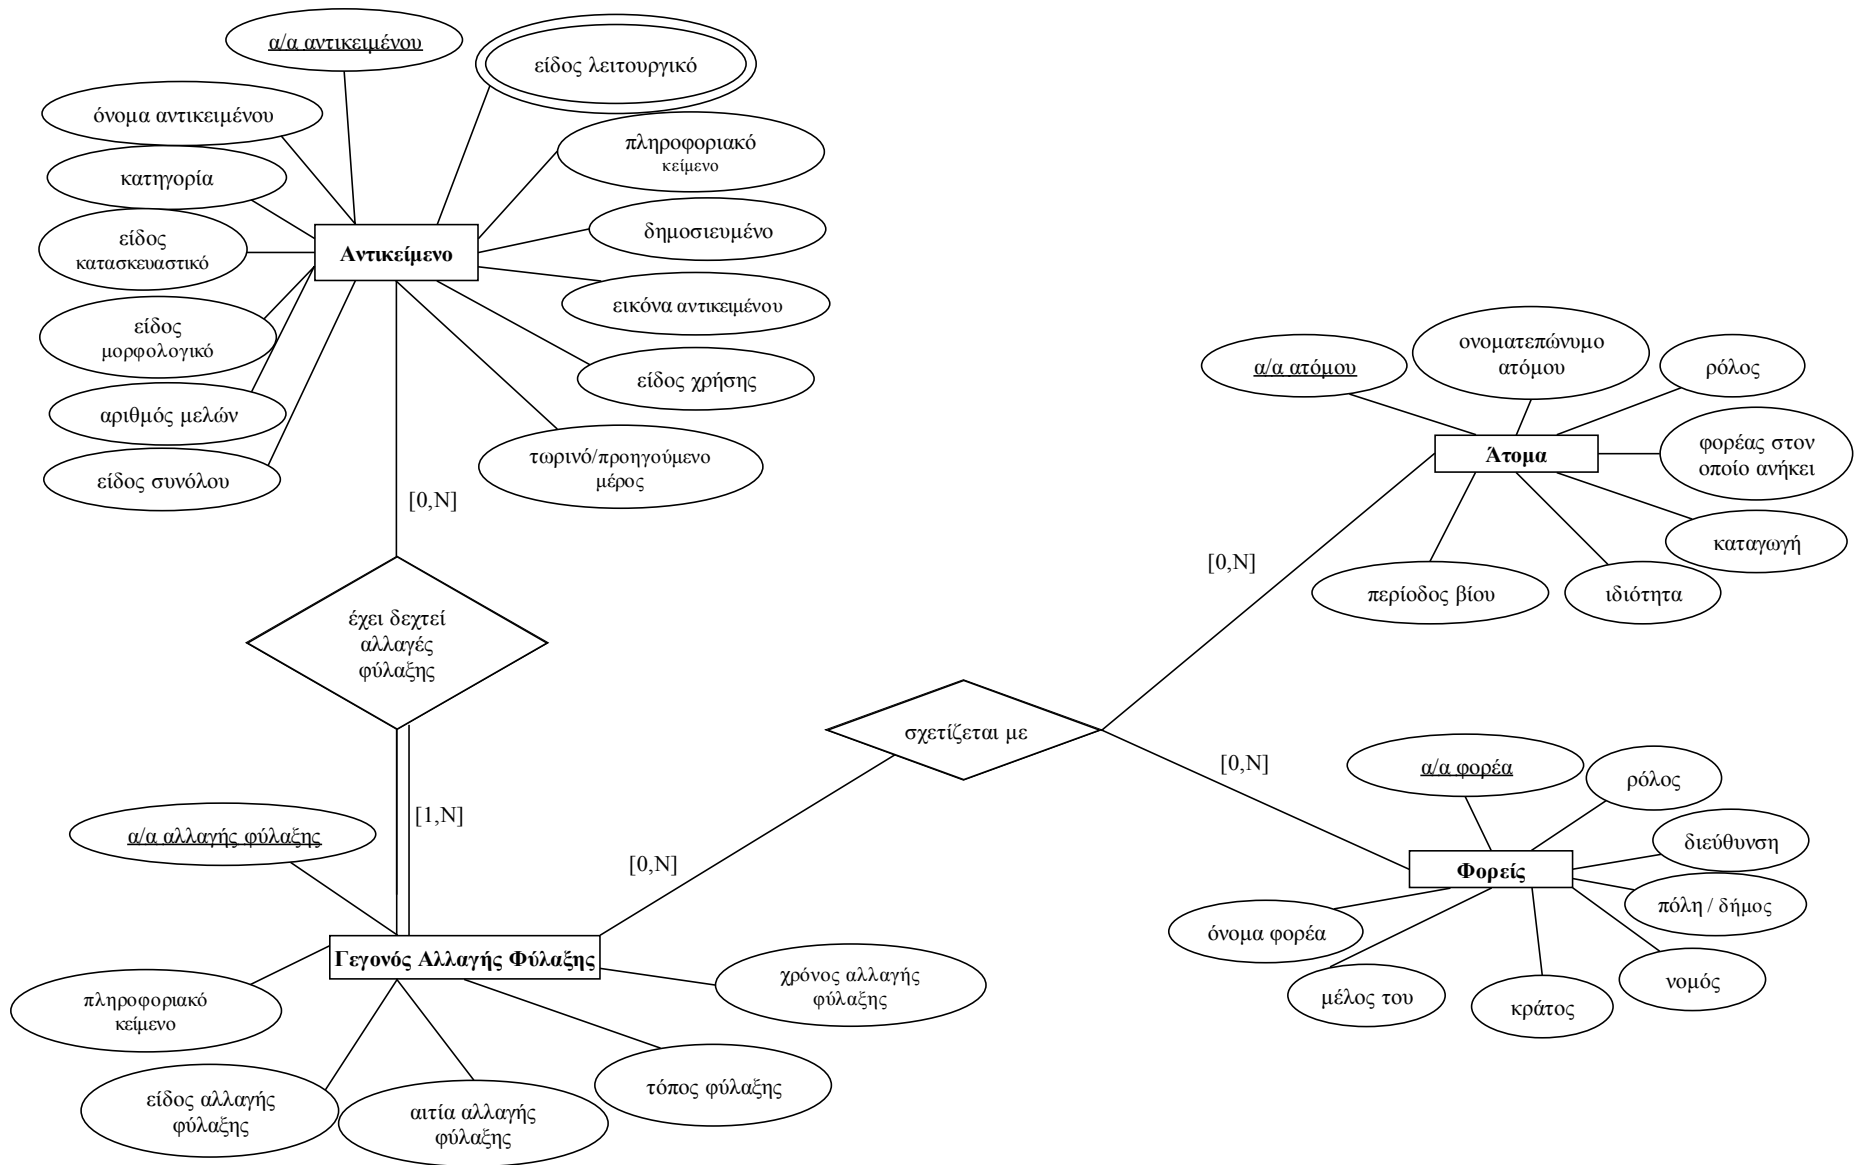 α/α αντικειμένου
είδος λειτουργικό
όνομα αντικειμένου
πληροφοριακό
κείμενο
κατηγορία
δημοσιευμένο
είδος
κατασκευαστικό
Αντικείμενο
εικόνα αντικειμένου
είδος
μορφολογικό
είδος χρήσης
αριθμός μελών
τωρινό/προηγούμενο
μέρος
είδος συνόλου
[0,N]
έχει δεχτεί
αλλαγές
φύλαξης
[1,N]
α/α αλλαγής φύλαξης
Γεγονός Αλλαγής Φύλαξης
πληροφοριακό
κείμενο
είδος αλλαγής
φύλαξης
αιτία αλλαγής
φύλαξης
τόπος φύλαξης
χρόνος αλλαγής
φύλαξης
[0,N]
σχετίζεται με
[0,N]
[0,N]
α/α ατόμου
ονοματεπώνυμο
ατόμου
ρόλος
Άτομα
φορέας στον
οποίο ανήκει
καταγωγή
ιδιότητα
περίοδος βίου
α/α φορέα
ρόλος
διεύθυνση
Φορείς
πόλη / δήμος
όνομα φορέα
νομός
μέλος του
κράτος